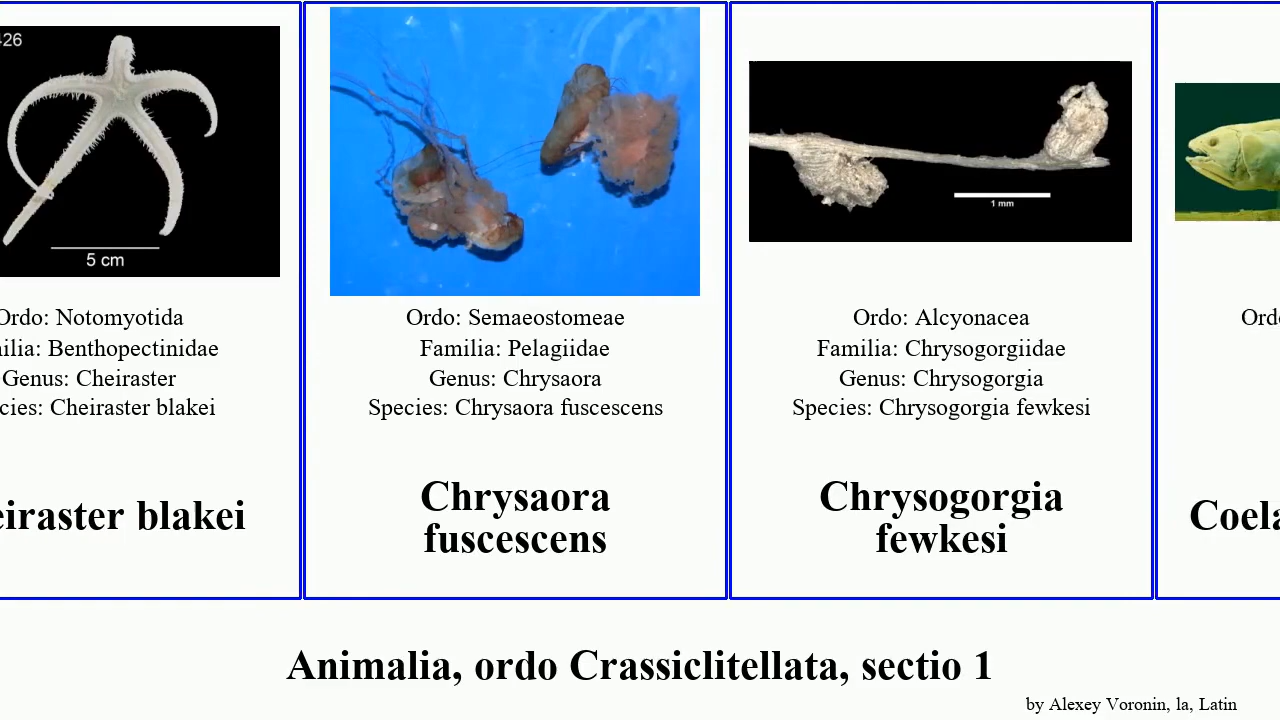 426
5 cm
Ordo: Notomyotida
ilia: Benthopectinidae
Genus: Cheiraster
cies: Cheiraster blakei
eiraster blakei
Ordo: Semaeostomeae
Familia: Pelagiidae
Genus: Chrysaora
Species: Chrysaora fuscescens
Chrysaora
fuscescens
1 mm
Ordo: Alcyonacea
Familia: Chrysogorgiidae
Genus: Chrysogorgia
Species: Chrysogorgia fewkesi
Chrysogorgia
fewkesi
Ord
Coela
Animalia, ordo Crassiclitellata, sectio 1
by Alexey Voronin, la, Latin